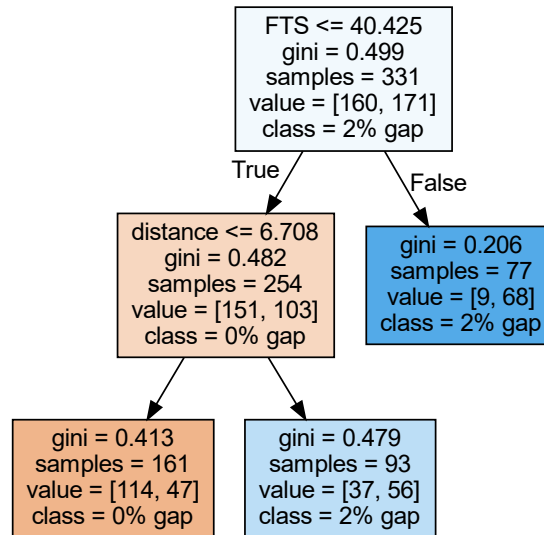 FTS <= 40.425
gini = 0.499
samples = 331
value = [160, 171]
class = 2% gap
True
False
distance <= 6.708
gini = 0.482
samples = 254
value = [151, 103]
class = 0% gap
gini = 0.206
samples = 77
value = [9, 68]
class = 2% gap
gini = 0.413
samples = 161
value = [114, 47]
class = 0% gap
gini = 0.479
samples = 93
value = [37, 56]
class = 2% gap